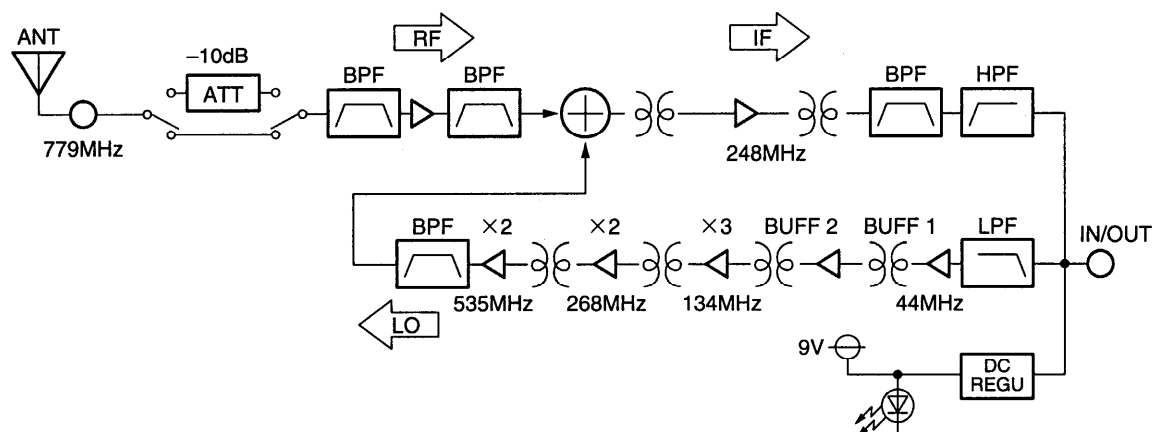 ANT
RF
IF
−10dB
ATT
BPF
BPF
BPF
HPF
779MHz
248MHz
BPF
×2
×2
×3
BUFF 2
BUFF 1
LPF
IN/OUT
535MHz
268MHz
134MHz
44MHz
LO
9V
DC
REGU